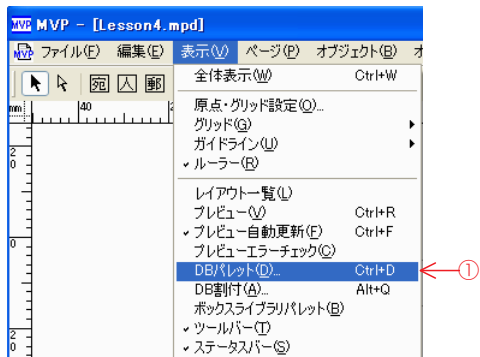 MVP MVP - [Lesson4.mpd]
MVP ファイル(F) 編集(E) 表示(V) ページ(P) オブジェクト(B)
宛 人 郵
全体表示(W) Ctrl+W
mm 40
原点・グリッド設定(O)...
グリッド(G)
ガイドライン(U)
ルーラー(R)
レイアウト一覧(L)
プレビュー(V) Ctrl+R
プレビュー自動更新(F) Ctrl+F
プレビューエラーチェック(C)
DBパレット(D)... Ctrl+D ①
DB割付(A)... Alt+Q
ボックスライブラリパレット(B)
ツールバー(T)
ステータスバー(S)
20
0
20